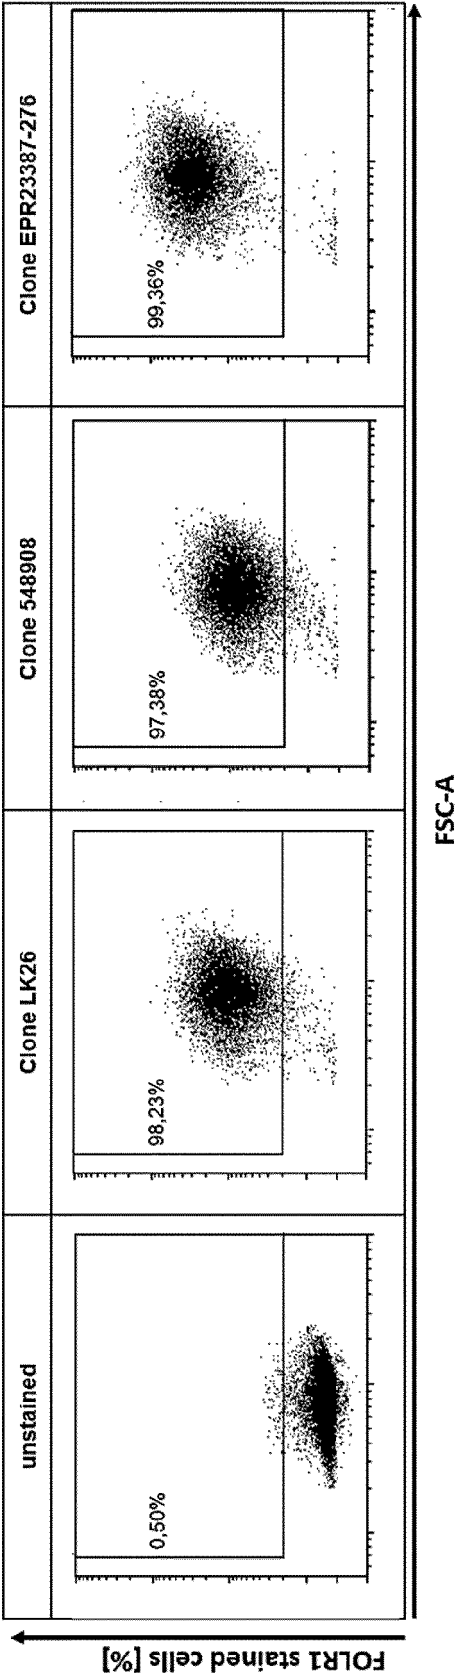 unstained
Clone LK26
Clone 548908
Clone EPR23387-276
0,50%
98,23%
97,38%
99,36%
FOLR1 stained cells [%]
FSC-A